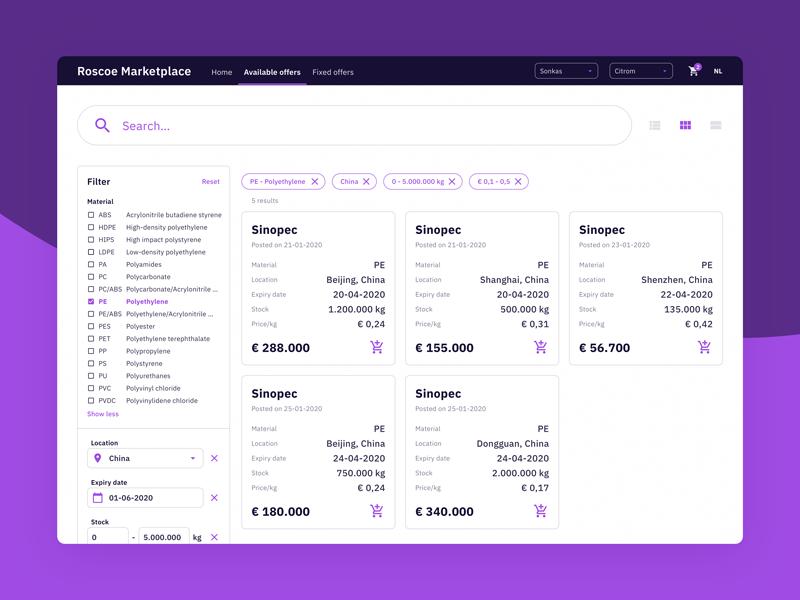 Roscoe Marketplace Home Available offers Fixed offers Sonkas Citrom 2 NL
Search...
Filter Reset
Material
ABS Acrylonitrile butadiene styrene
HDPE High-density polyethylene
HIPS High impact polystyrene
LDPE Low-density polyethylene
PA Polyamides
PC Polycarbonate
PC/ABS Polycarbonate/Acrylonitrile ...
PE Polyethylene
PE/ABS Polyethylene/Acrylonitrile ...
PES Polyester
PET Polyethylene terephthalate
PP Polypropylene
PS Polystyrene
PU Polyurethanes
PVC Polyvinyl chloride
PVDC Polyvinylidene chloride
Show less
Location
China
Expiry date
01-06-2020
Stock
0 - 5.000.000 kg
PE - Polyethylene China 0 - 5.000.000 kg € 0,1 - 0,5
5 results
Sinopec
Posted on 21-01-2020
Material PE
Location Beijing, China
Expiry date 20-04-2020
Stock 1.200.000 kg
Price/kg € 0,24
€ 288.000
Sinopec
Posted on 21-01-2020
Material PE
Location Shanghai, China
Expiry date 20-04-2020
Stock 500.000 kg
Price/kg € 0,31
€ 155.000
Sinopec
Posted on 23-01-2020
Material PE
Location Shenzhen, China
Expiry date 22-04-2020
Stock 135.000 kg
Price/kg € 0,42
€ 56.700
Sinopec
Posted on 25-01-2020
Material PE
Location Beijing, China
Expiry date 24-04-2020
Stock 750.000 kg
Price/kg € 0,24
€ 180.000
Sinopec
Posted on 25-01-2020
Material PE
Location Dongguan, China
Expiry date 24-04-2020
Stock 2.000.000 kg
Price/kg € 0,17
€ 340.000